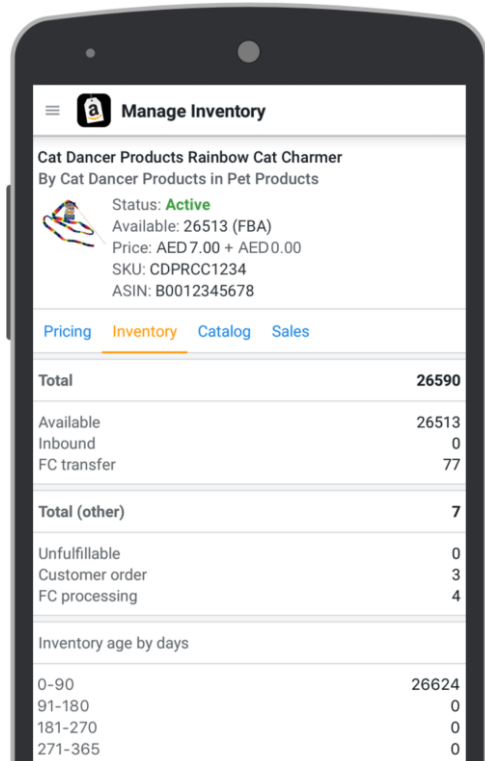 Manage Inventory
Cat Dancer Products Rainbow Cat Charmer
By Cat Dancer Products in Pet Products
Status: Active
Available: 26513 (FBA)
Price: AED 7.00 + AED 0.00
SKU: CDPRCC1234
ASIN: B0012345678
Pricing Inventory Catalog Sales
Total 26590
Available 26513
Inbound 0
FC transfer 77
Total (other) 7
Unfulfillable 0
Customer order 3
FC processing 4
Inventory age by days
0-90 26624
91-180 0
181-270 0
271-365 0